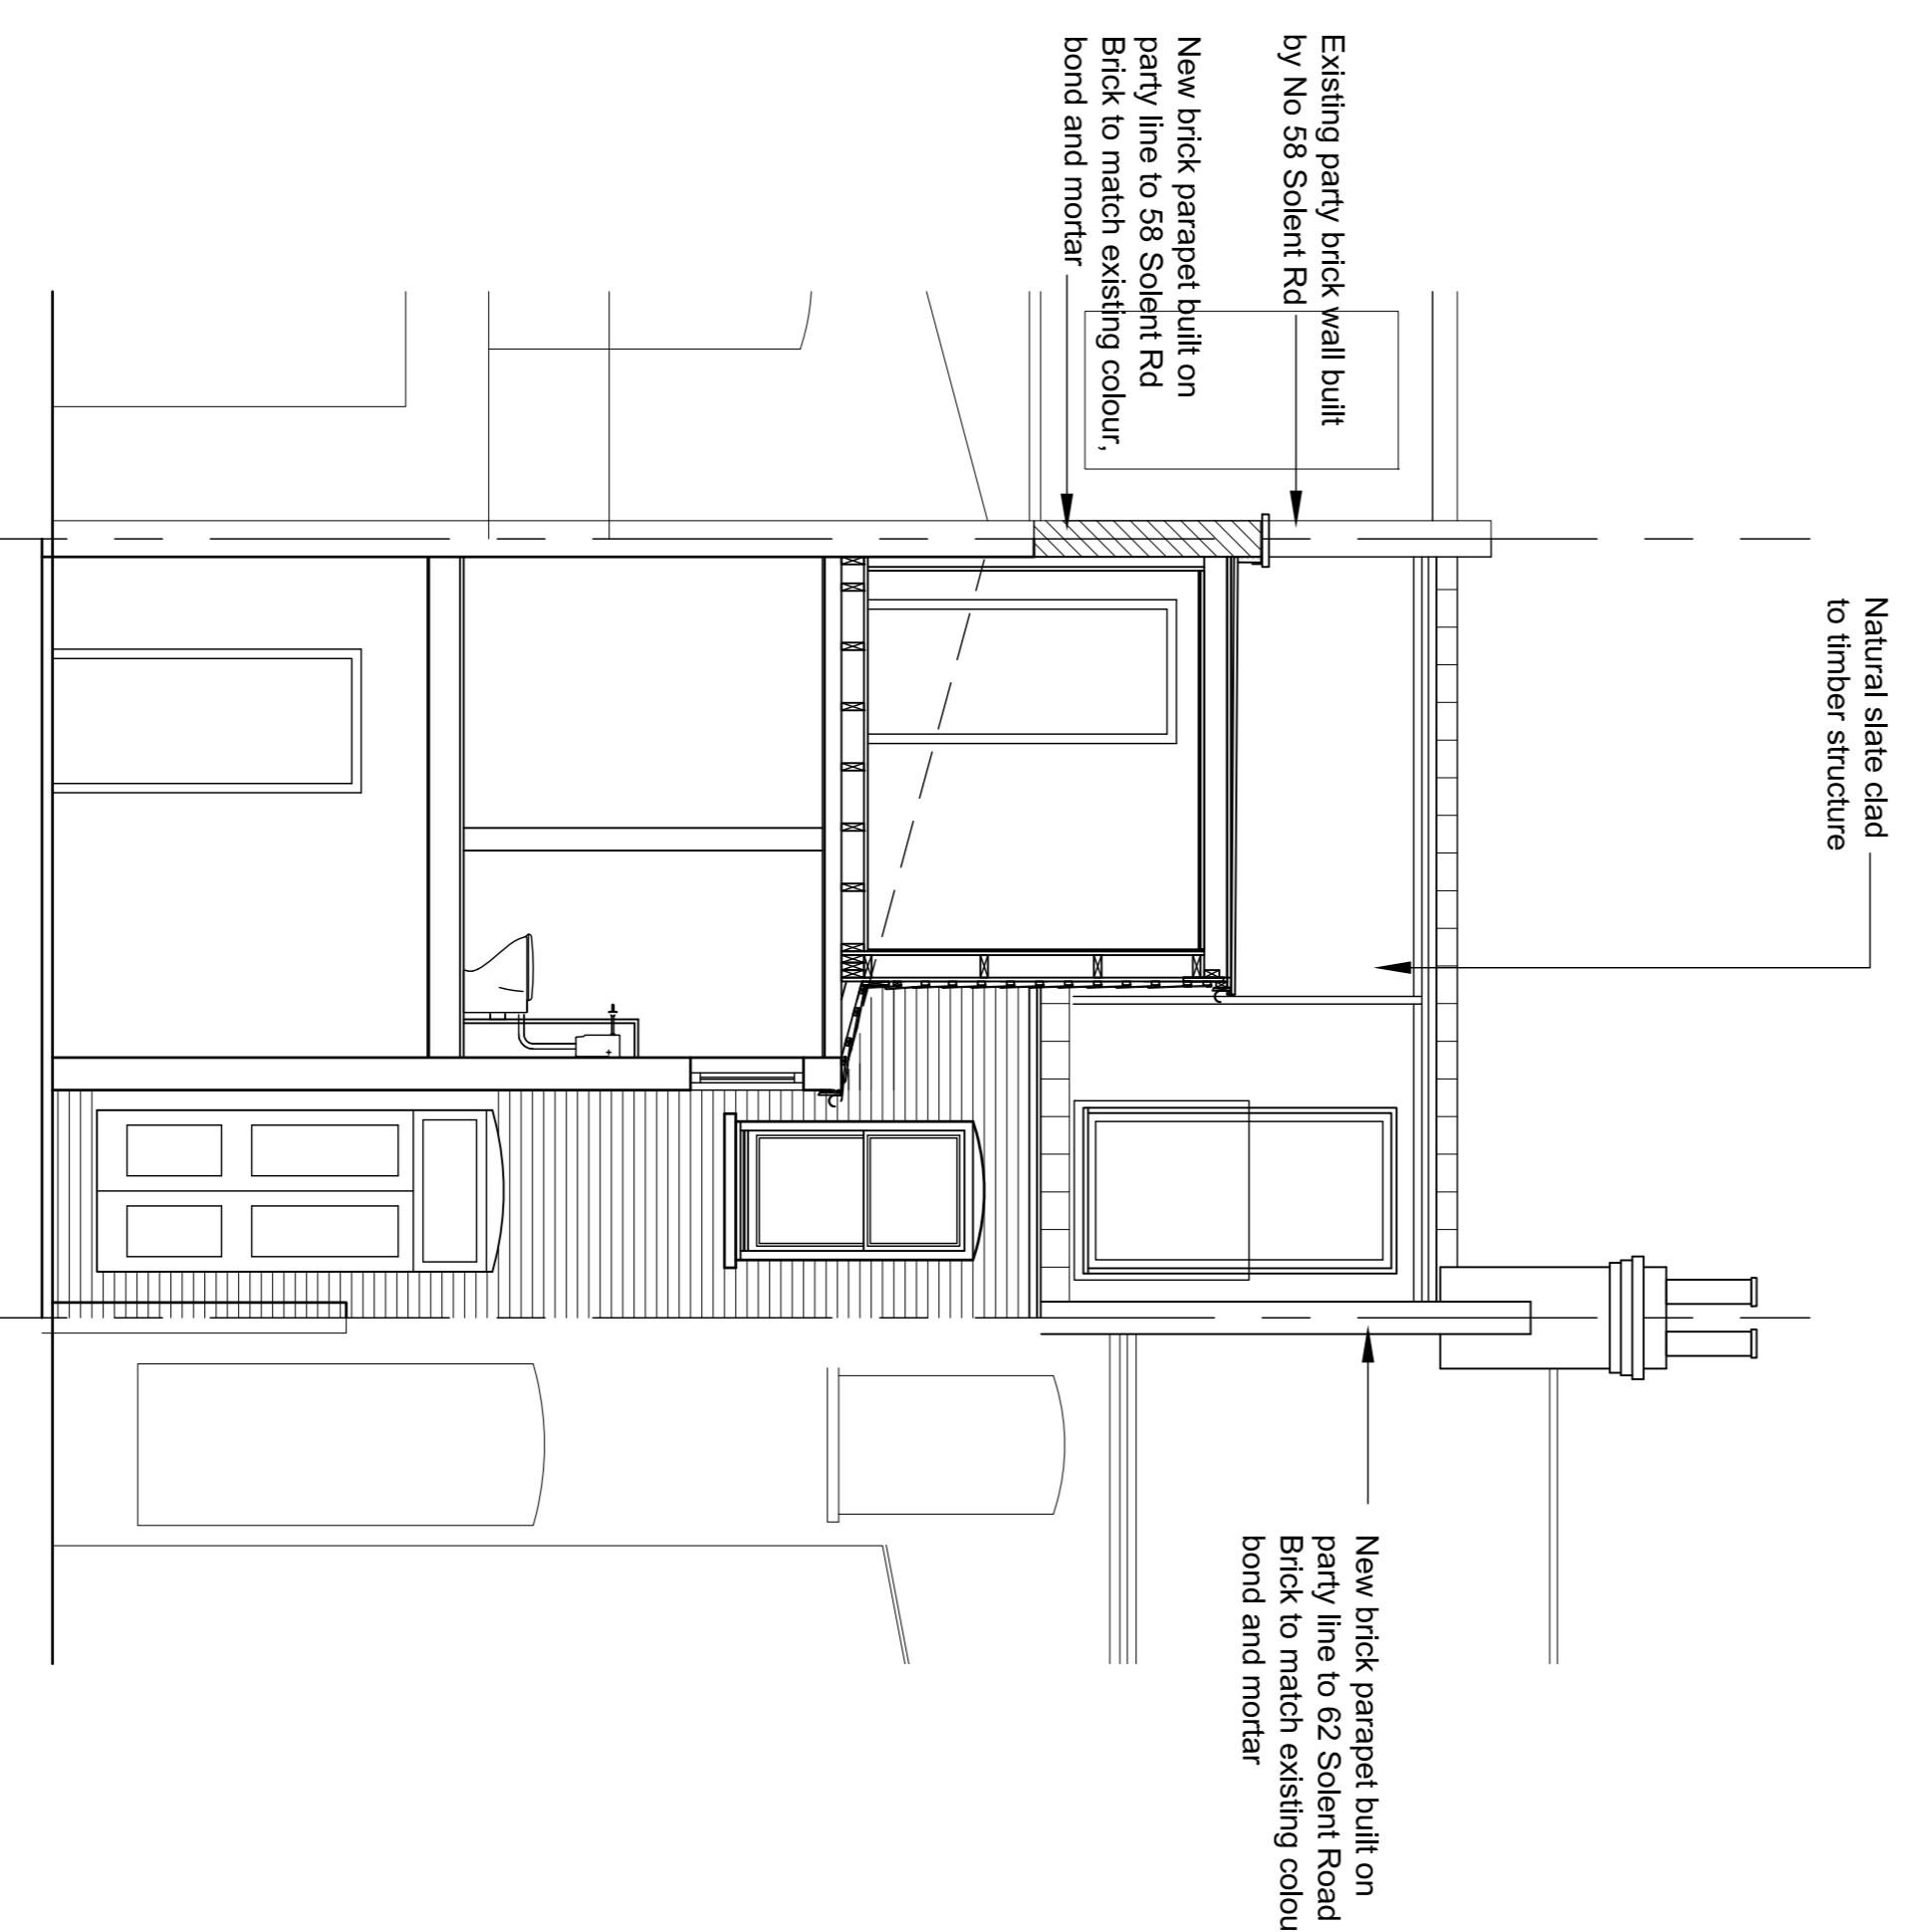 Natural slate clad
to timber structure
Existing party brick wall built
by No 58 Solent Rd
New brick parapet built on
party line to 58 Solent Rd
Brick to match existing colour,
bond and mortar
New brick parapet built on
party line to 62 Solent Road
Brick to match existing colou
bond and mortar